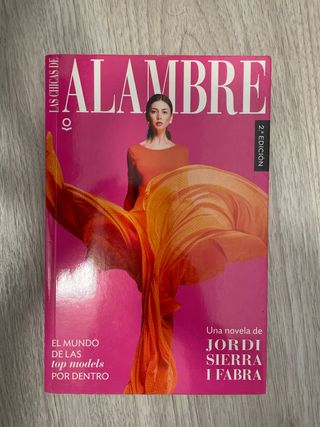 LAS CHICAS DE
ALAMBRE
2.ª EDICIÓN
EL MUNDO
DE LAS
top models
POR DENTRO
Una novela de
JORDI
SIERRA
I FABRA